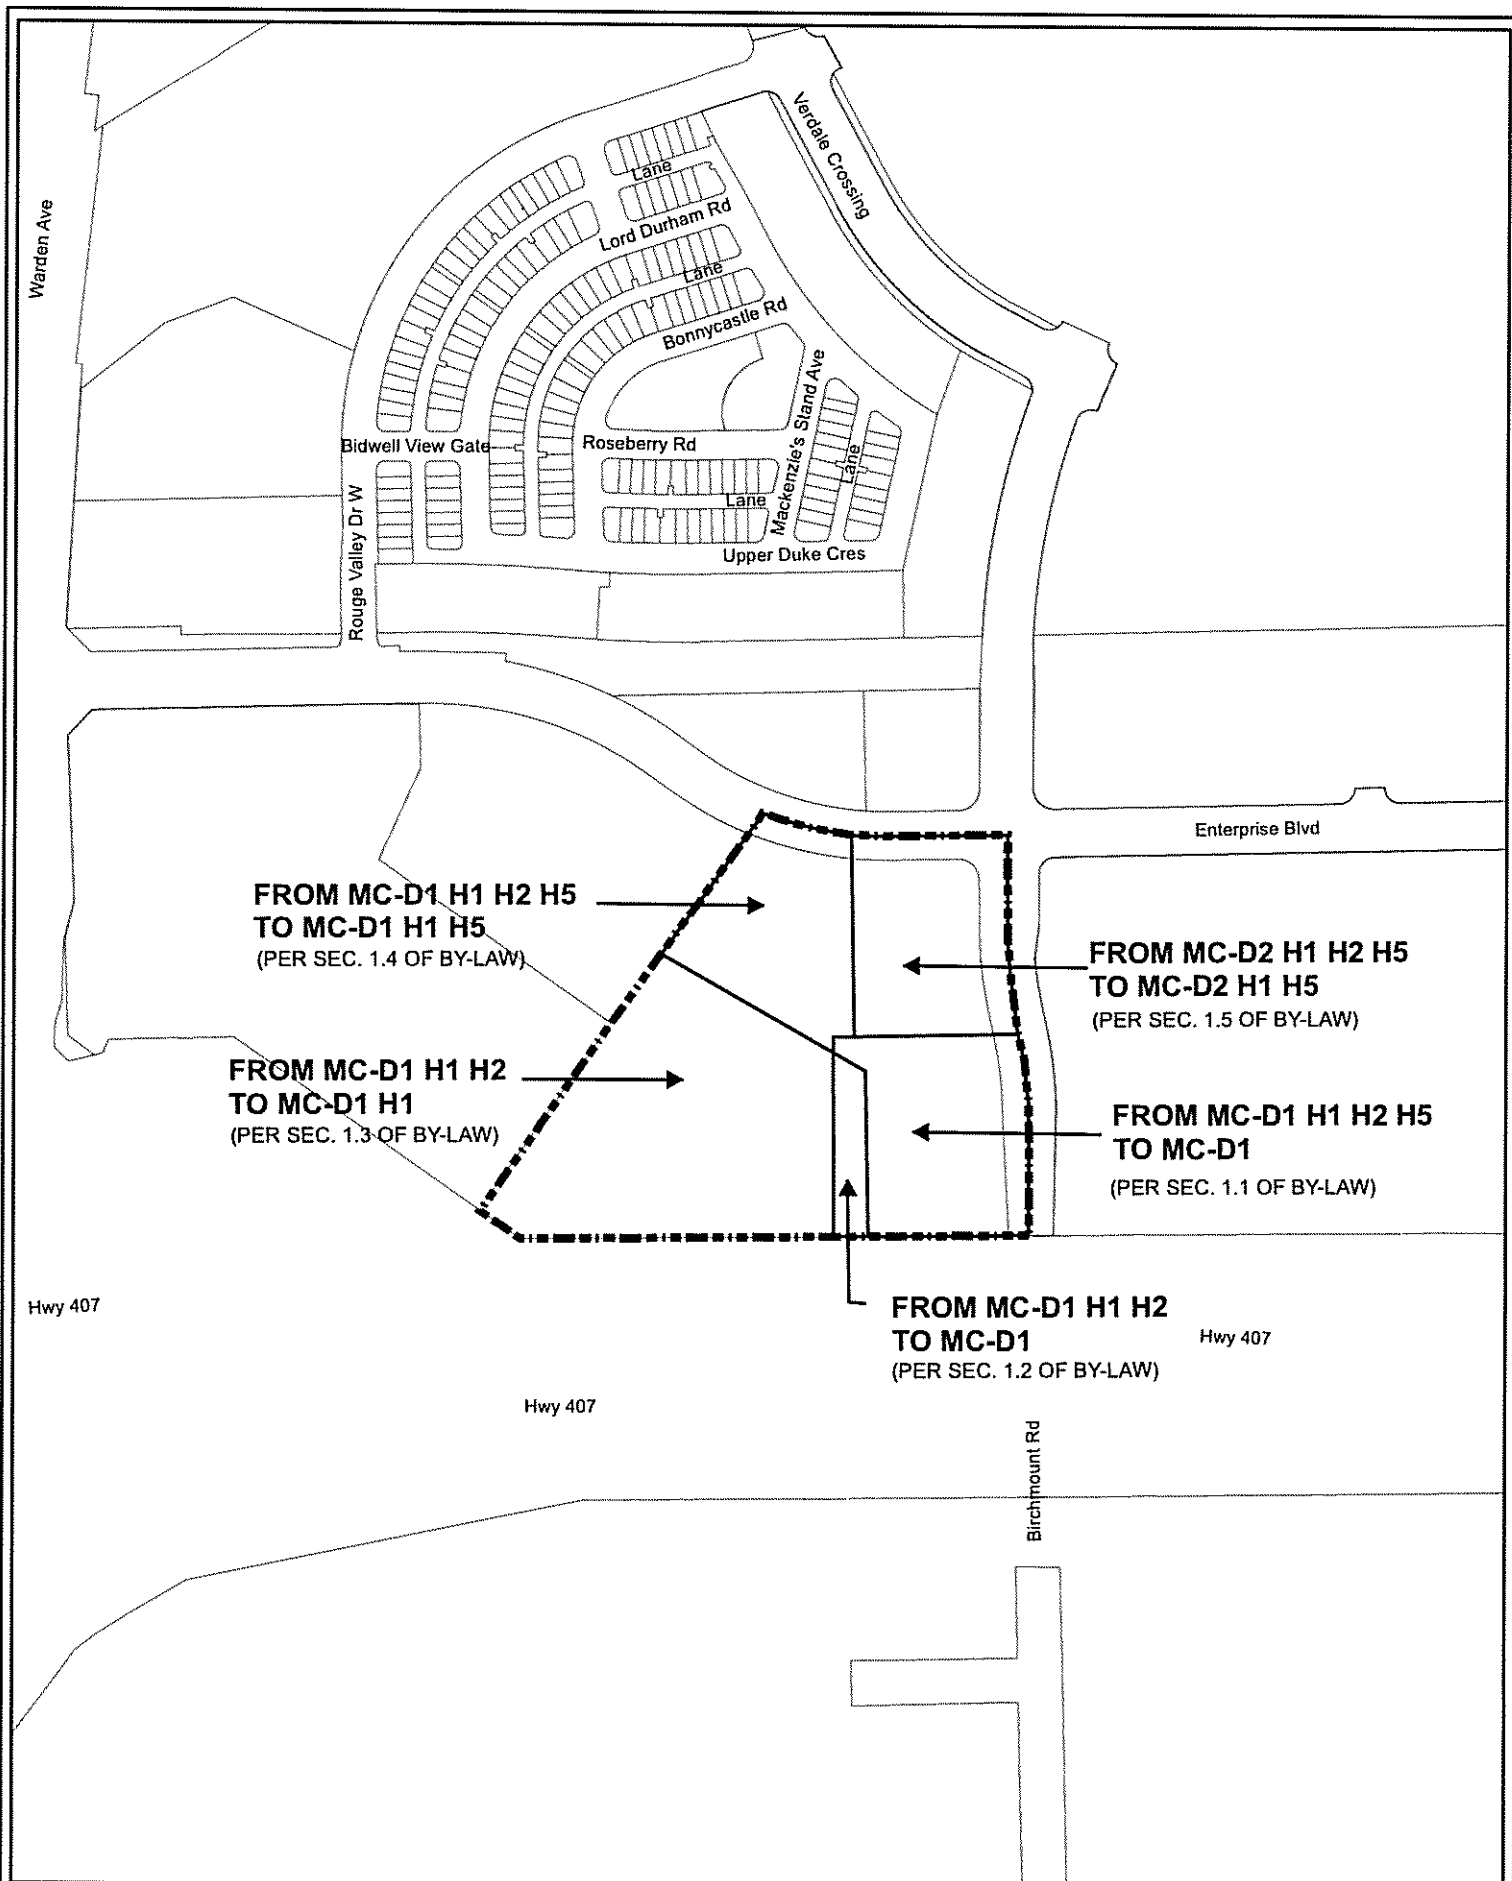 Warden Ave
Verdale Crossing
Lane
Lord Durham Rd
Lane
Bonnycastle Rd
Mackenzie's Stand Ave
Bidwell View Gate
Roseberry Rd
Lane
Lane
Upper Duke Cres
Rouge Valley Dr W
Enterprise Blvd
FROM MC-D1 H1 H2 H5
TO MC-D1 H1 H5
(PER SEC. 1.4 OF BY-LAW)
FROM MC-D2 H1 H2 H5
TO MC-D2 H1 H5
(PER SEC. 1.5 OF BY-LAW)
FROM MC-D1 H1 H2
TO MC-D1 H1
(PER SEC. 1.3 OF BY-LAW)
FROM MC-D1 H1 H2 H5
TO MC-D1
(PER SEC. 1.1 OF BY-LAW)
Hwy 407
FROM MC-D1 H1 H2
TO MC-D1
(PER SEC. 1.2 OF BY-LAW)
Hwy 407
Hwy 407
Birchmount Rd